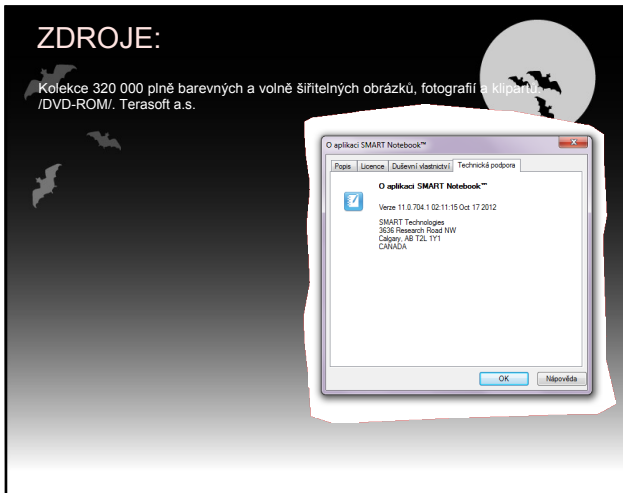 ZDROJE:
Kolekce 320 000 plně barevných a volně šiřitelných obrázků, fotografií a klipartů.
/DVD-ROM/. Terasoft a.s.
O aplikaci SMART Notebook™
Popis Licence Duševní vlastnictví Technická podpora
O aplikaci SMART Notebook™
Verze 11.0.704.1 02:11:15 Oct 17 2012
SMART Technologies
3636 Research Road NW
Calgary, AB T2L 1Y1
CANADA
OK Nápověda